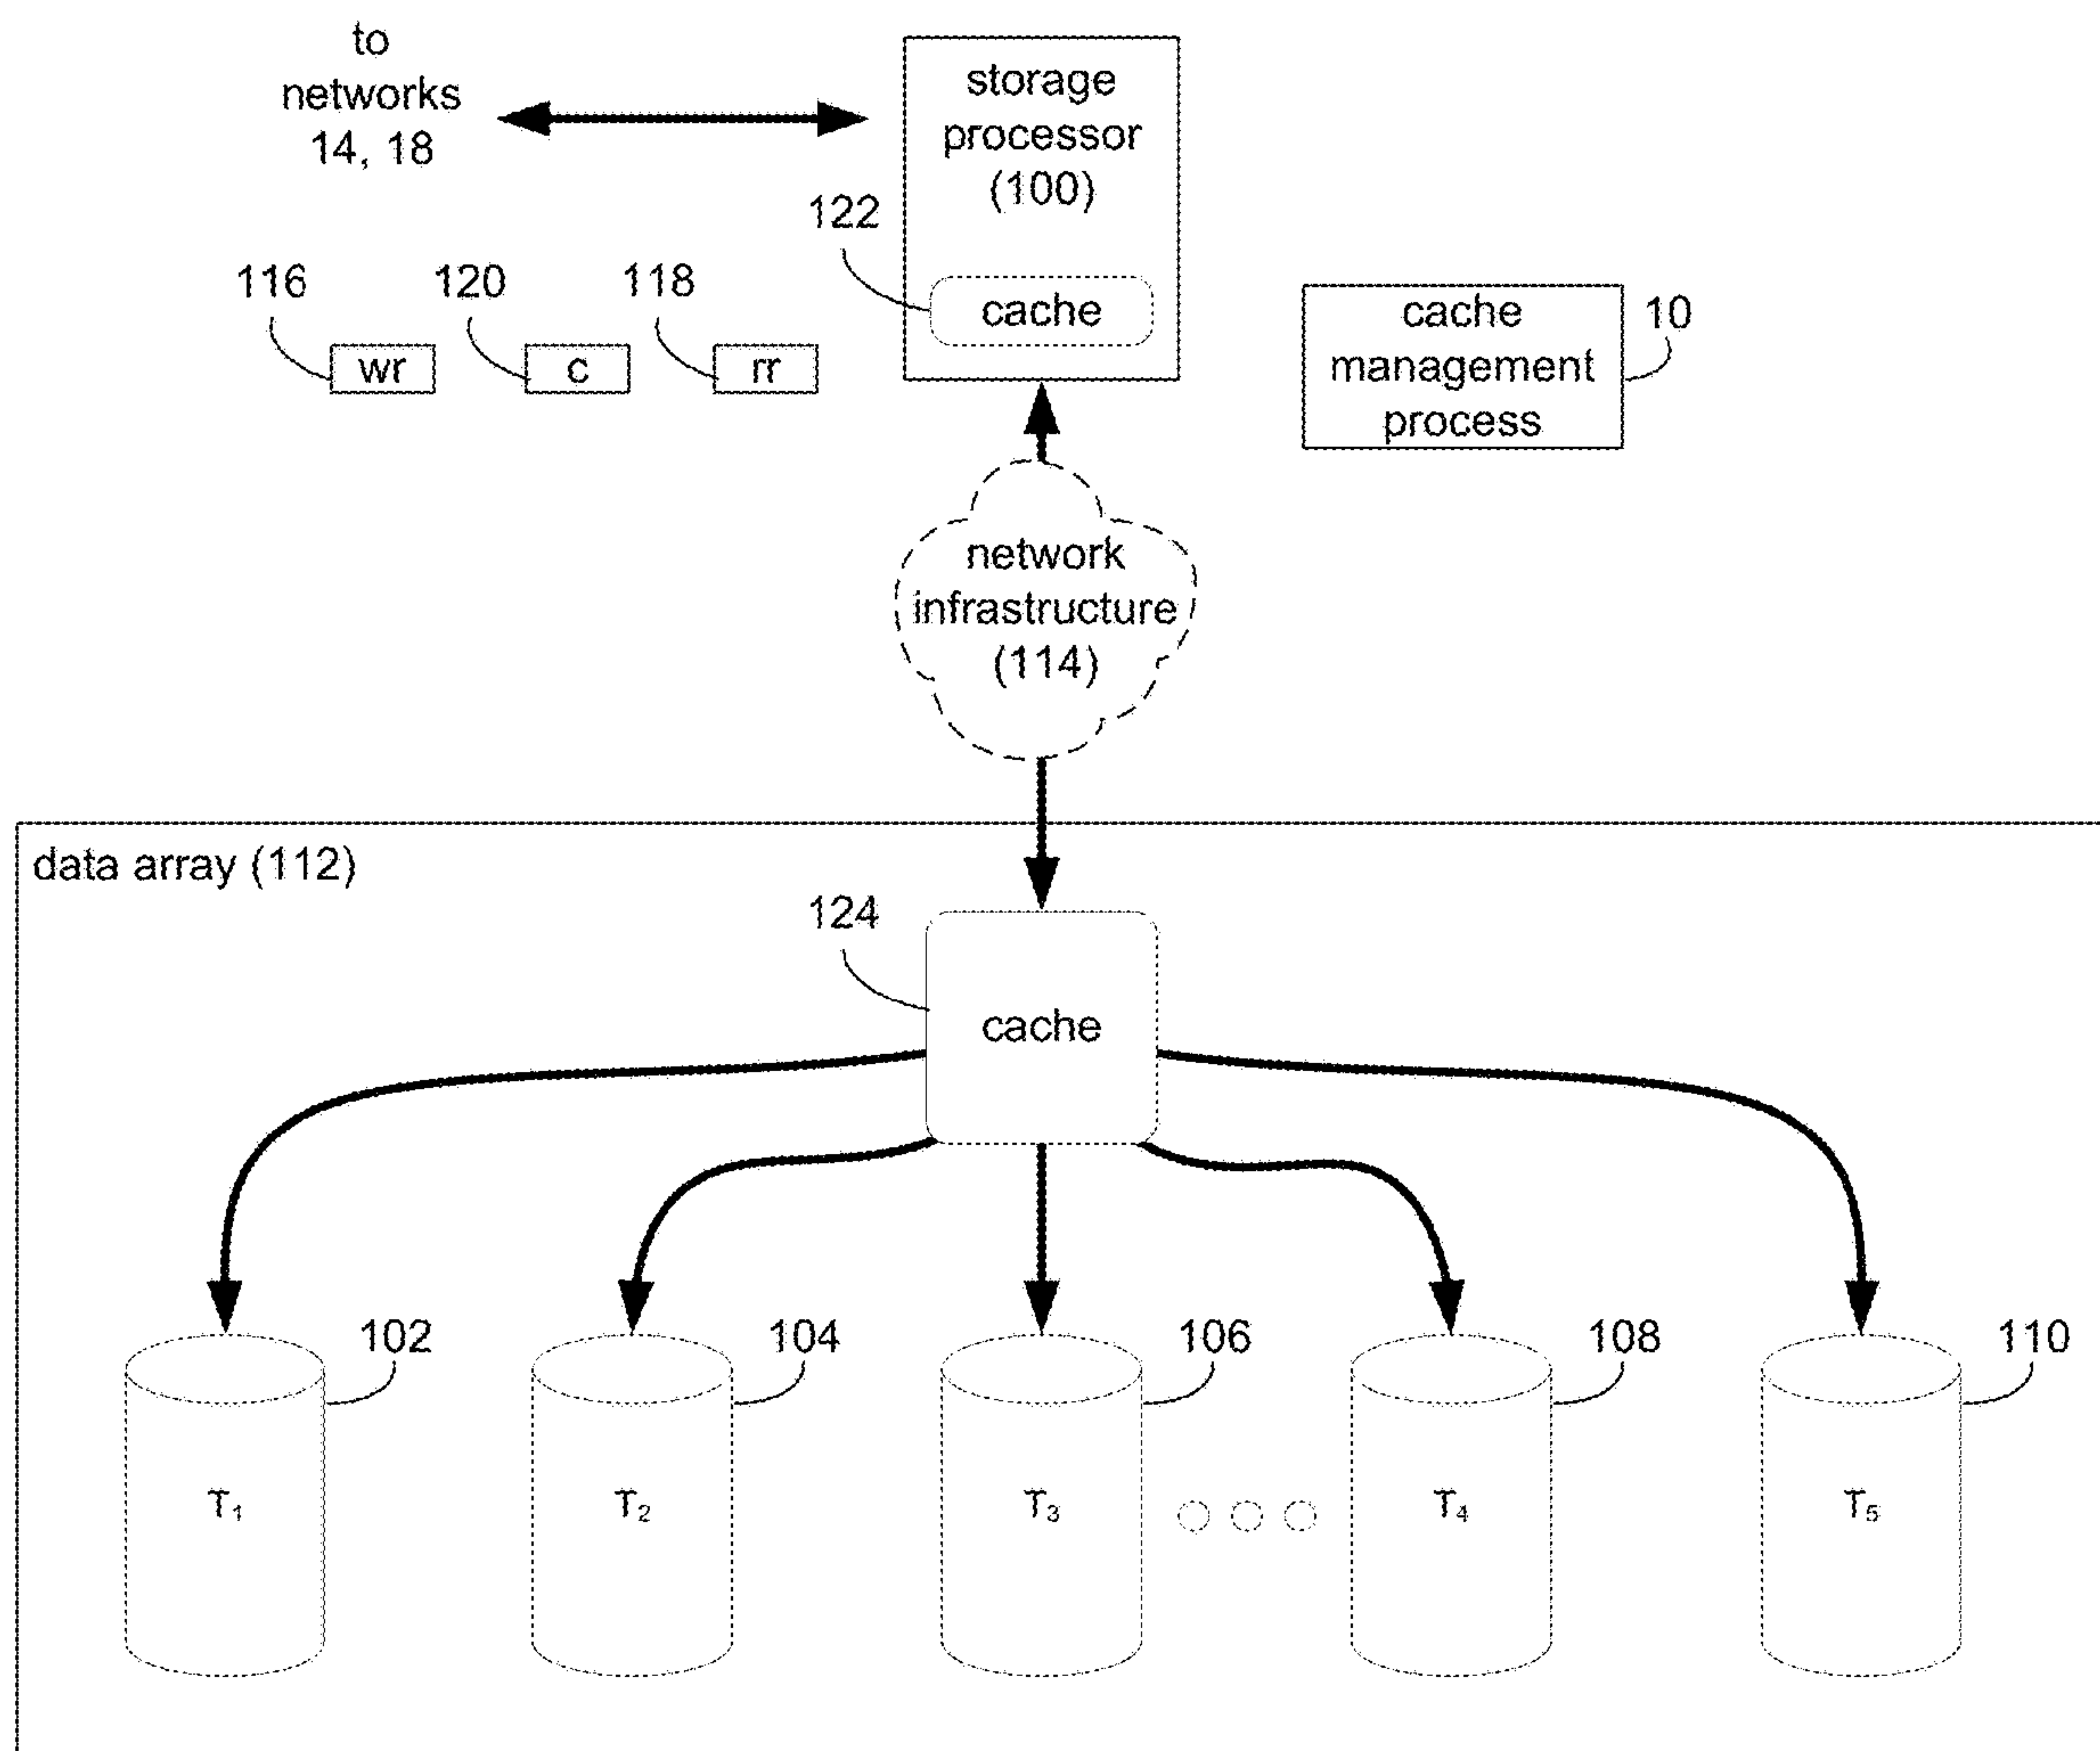 to
networks
14, 18
storage
processor
(100)
122
cache
116
120
118
wr
c
rr
cache
management
process
10
network
infrastructure
(114)
data array (112)
124
cache
102
104
106
108
110
T₁
T₂
T₃
T₄
T₅